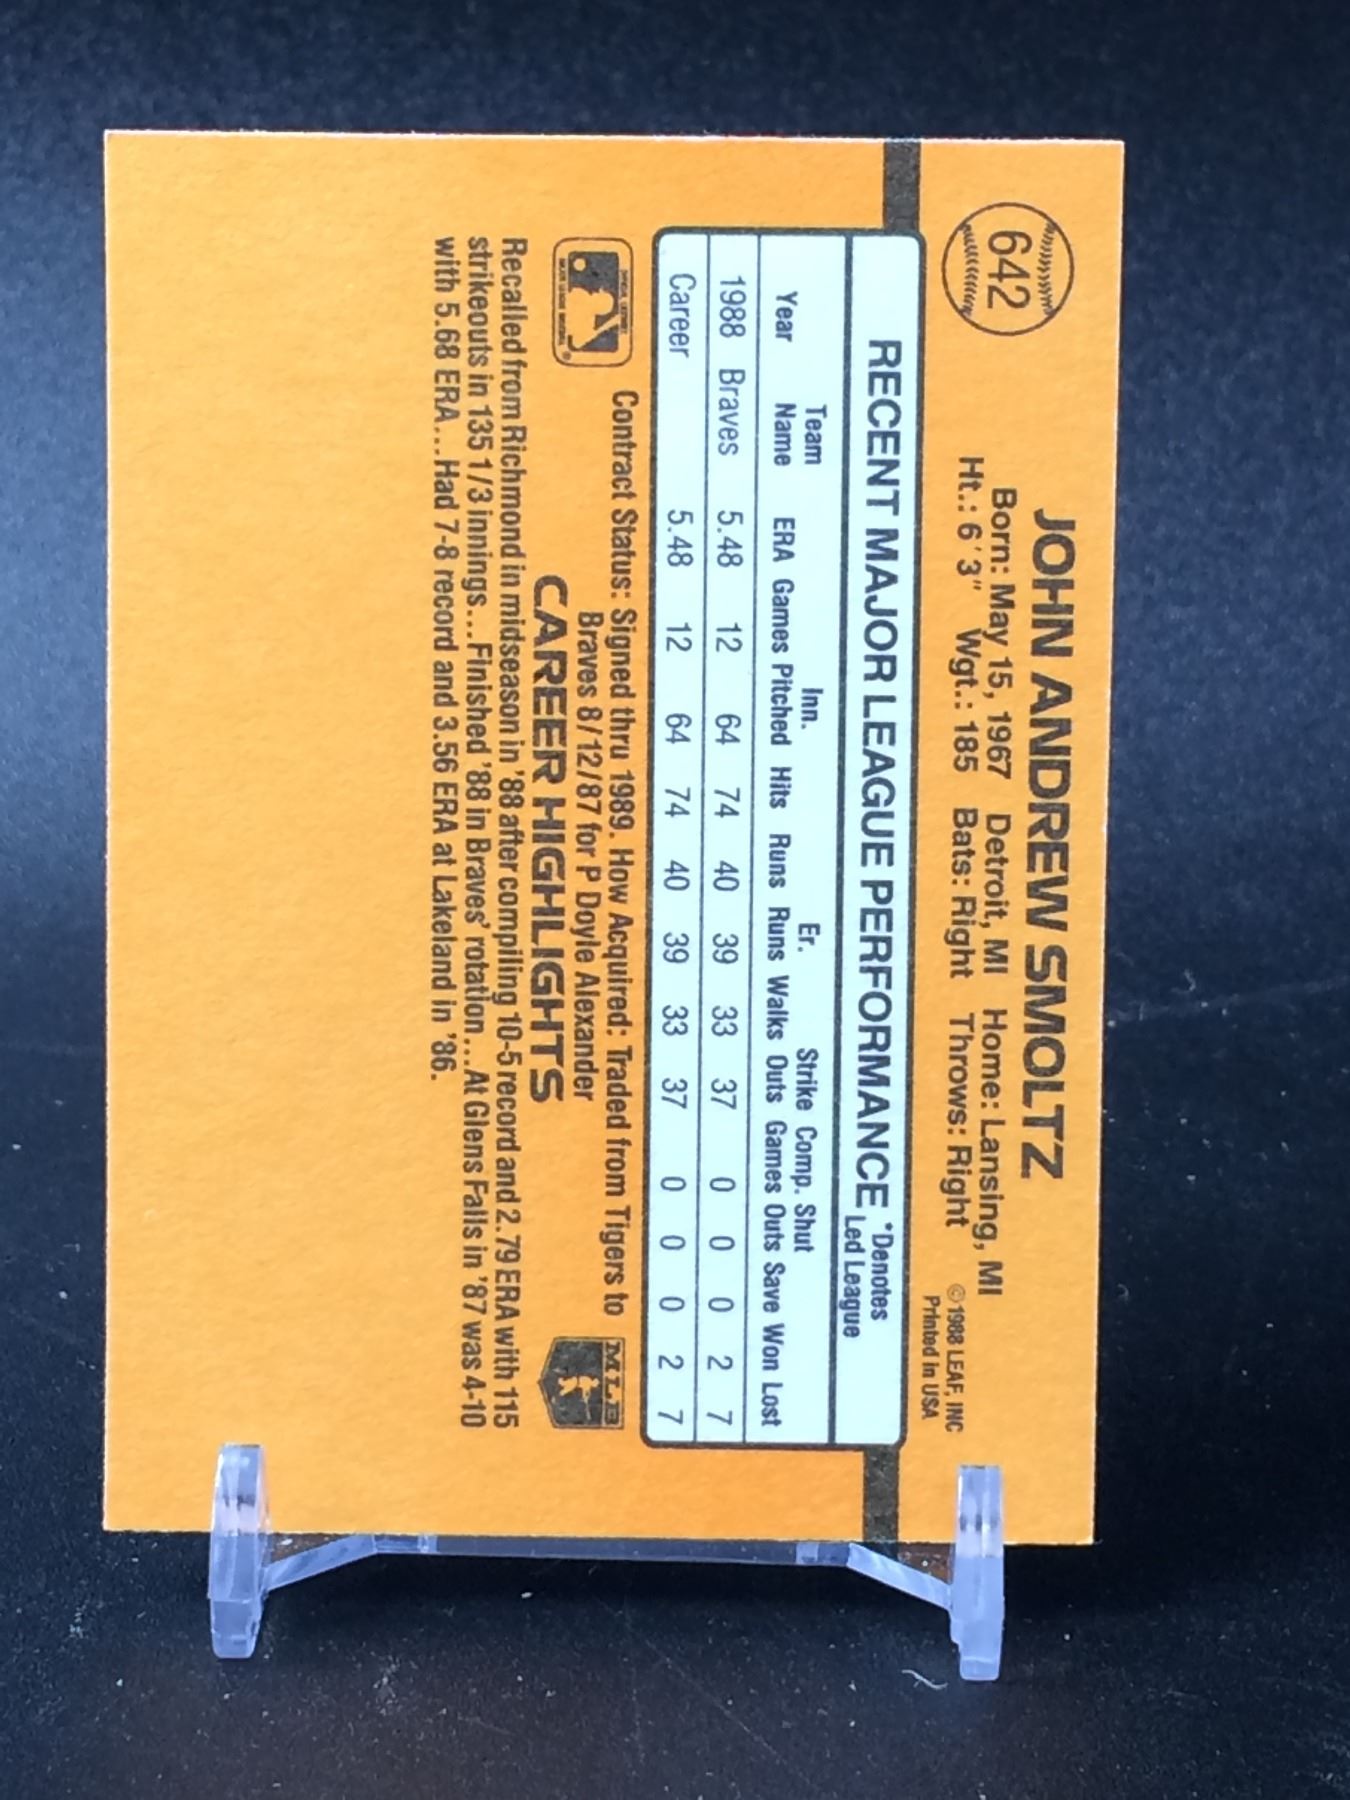 642
JOHN ANDREW SMOLTZ
Born: May 15, 1967 Detroit, MI Home: Lansing, MI
Ht.: 6'3" Wgt.: 185 Bats: Right Throws: Right
©1988 LEAF, INC
Printed in USA
RECENT MAJOR LEAGUE PERFORMANCE *Denotes
Led League
Team Inn. Er. Strike Comp. Shut
Year Name ERA Games Pitched Hits Runs Runs Walks Outs Games Outs Save Won Lost
1988 Braves 5.48 12 64 74 40 39 33 37 0 0 0 2 7
Career 5.48 12 64 74 40 39 33 37 0 0 0 2 7
Contract Status: Signed thru 1989. How Acquired: Traded from Tigers to
Braves 8/12/87 for P Doyle Alexander
MLB
CAREER HIGHLIGHTS
Recalled from Richmond in midseason in '88 after compiling 10-5 record and 2.79 ERA with 115
strikeouts in 135 1/3 innings...Finished '88 in Braves' rotation...At Glens Falls in '87 was 4-10
with 5.68 ERA...Had 7-8 record and 3.56 ERA at Lakeland in '86.